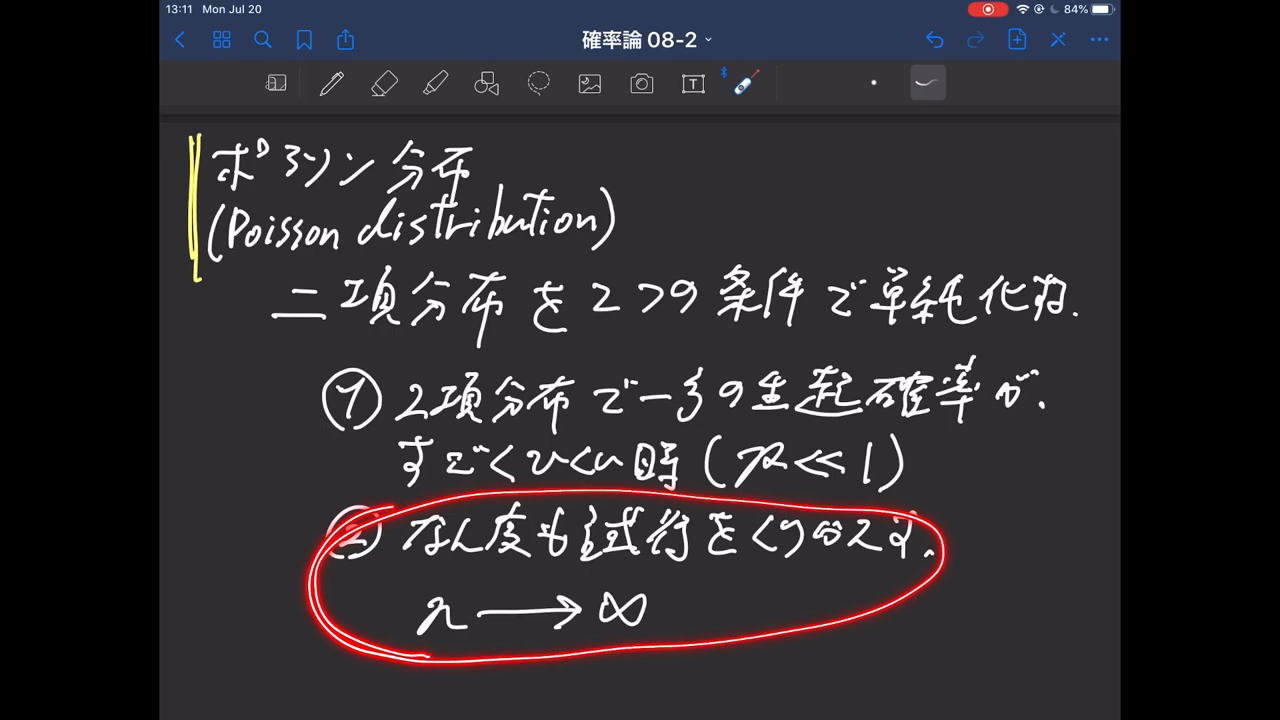 13:11 Mon Jul 20
84%
確率論 08-2
T
ポアソン分布
(Poisson distribution)
二項分布を2つの条件で単純化する.
① 2項分布で一方の生起確率が、
すごくひくい時 (p≪1)
② なん度も試行をくりかえす.
n → ∞